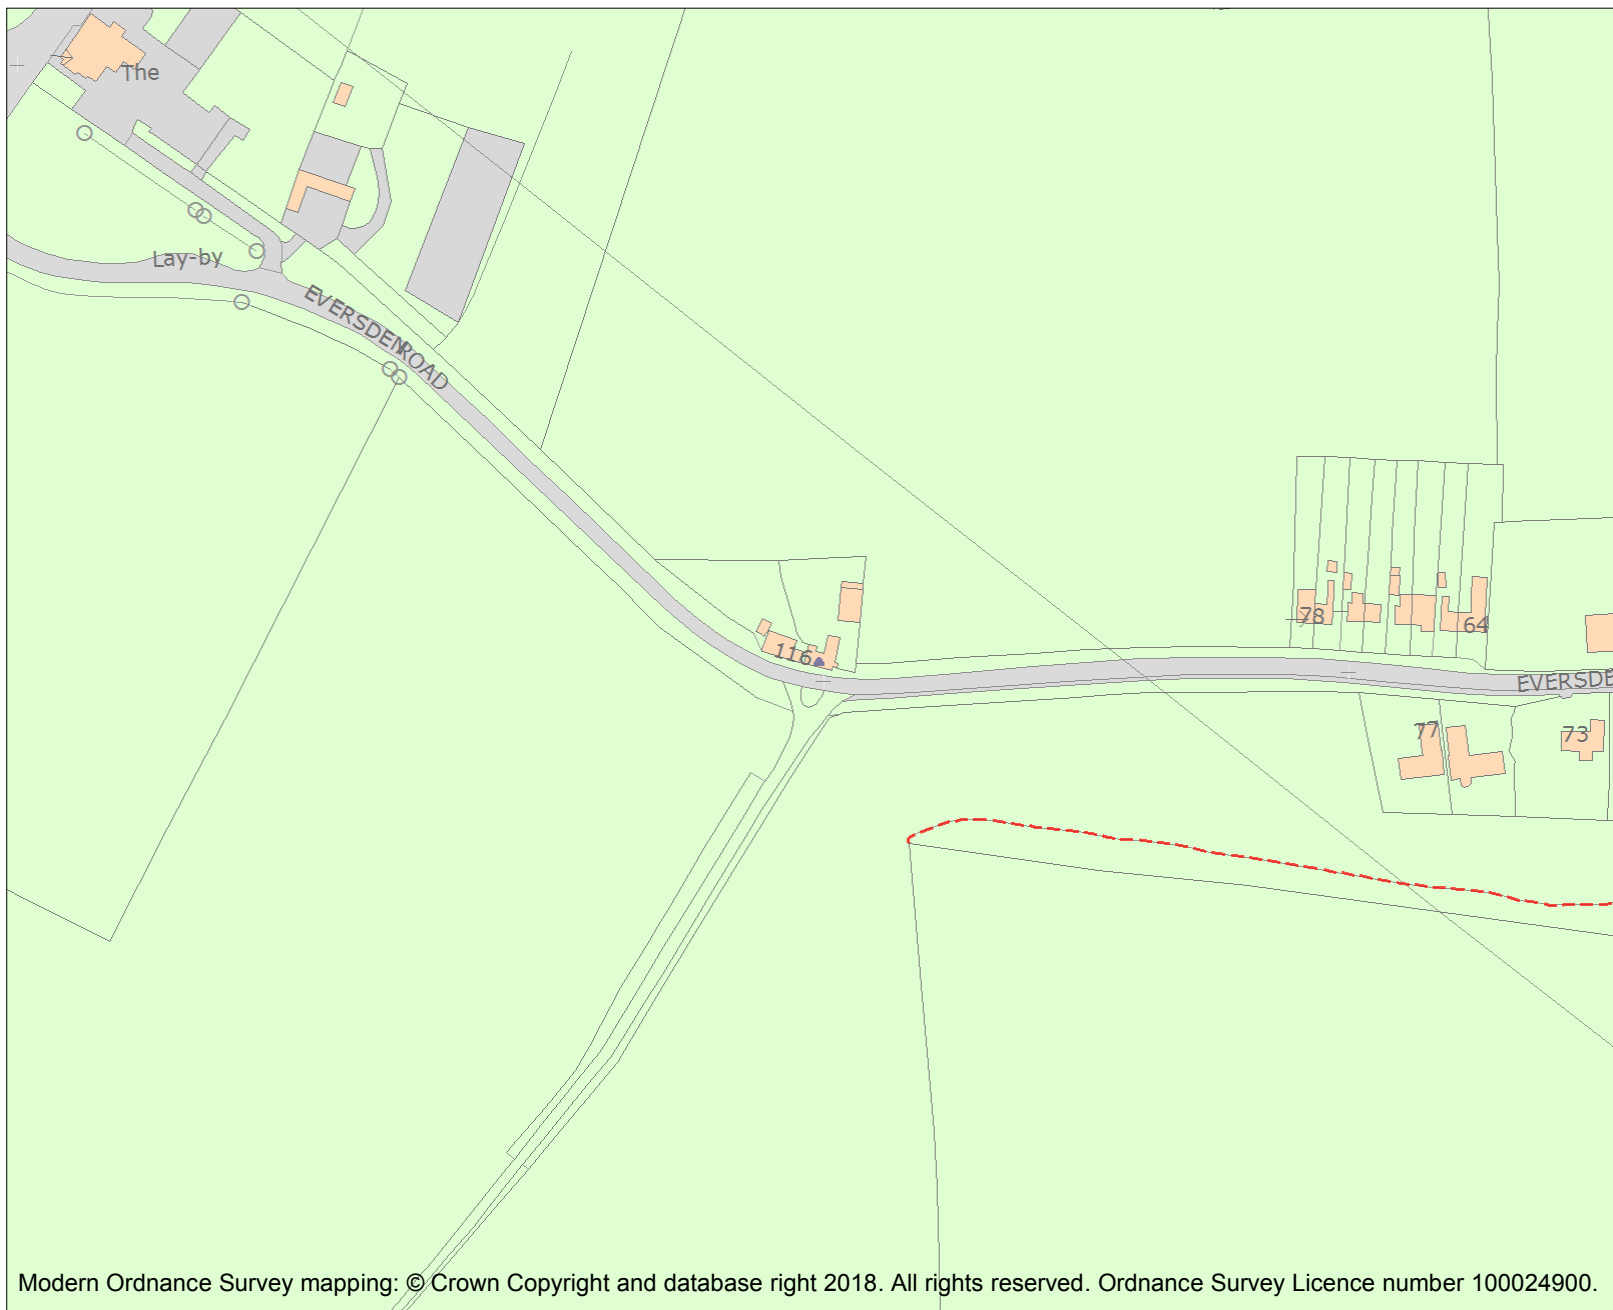 The
Lay-by
EVERSDEN ROAD
78
64
116
EVERSDE
77
73
Modern Ordnance Survey mapping: © Crown Copyright and database right 2018. All rights reserved. Ordnance Survey Licence number 100024900.